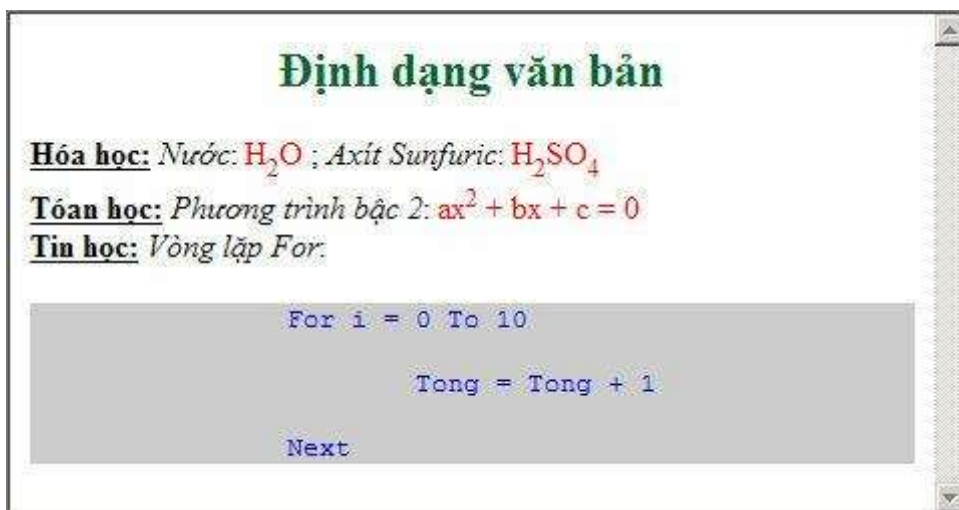 Định dạng văn bản
Hóa học: Nước: H₂O ; Axít Sunfuric: H₂SO₄
Tóan học: Phương trình bậc 2: ax² + bx + c = 0
Tin học: Vòng lặp For:
For i = 0 To 10
Tong = Tong + 1
Next